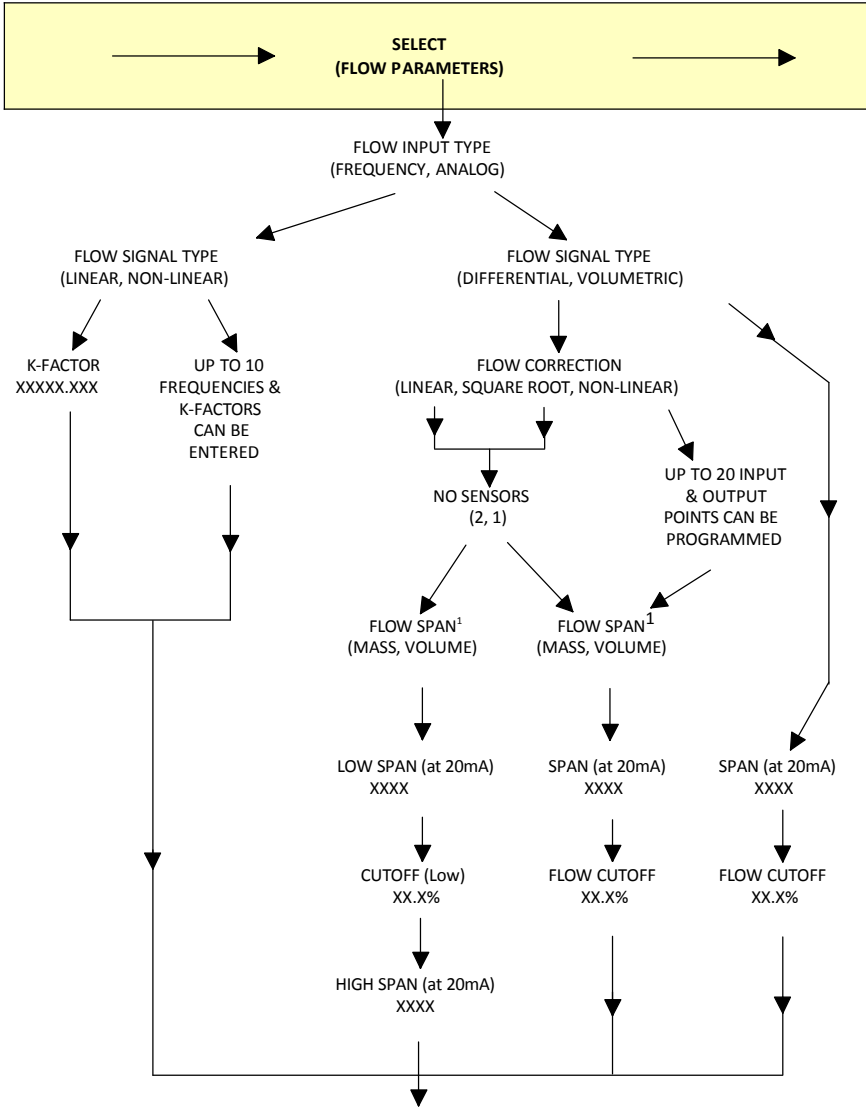 SELECT
(FLOW PARAMETERS)
FLOW INPUT TYPE
(FREQUENCY, ANALOG)
FLOW SIGNAL TYPE
(LINEAR, NON-LINEAR)
FLOW SIGNAL TYPE
(DIFFERENTIAL, VOLUMETRIC)
K-FACTOR
XXXXX.XXX
UP TO 10
FREQUENCIES &
K-FACTORS
CAN BE
ENTERED
FLOW CORRECTION
(LINEAR, SQUARE ROOT, NON-LINEAR)
NO SENSORS
(2, 1)
UP TO 20 INPUT
& OUTPUT
POINTS CAN BE
PROGRAMMED
FLOW SPAN¹
(MASS, VOLUME)
FLOW SPAN¹
(MASS, VOLUME)
LOW SPAN (at 20mA)
XXXX
SPAN (at 20mA)
XXXX
SPAN (at 20mA)
XXXX
CUTOFF (Low)
XX.X%
FLOW CUTOFF
XX.X%
FLOW CUTOFF
XX.X%
HIGH SPAN (at 20mA)
XXXX